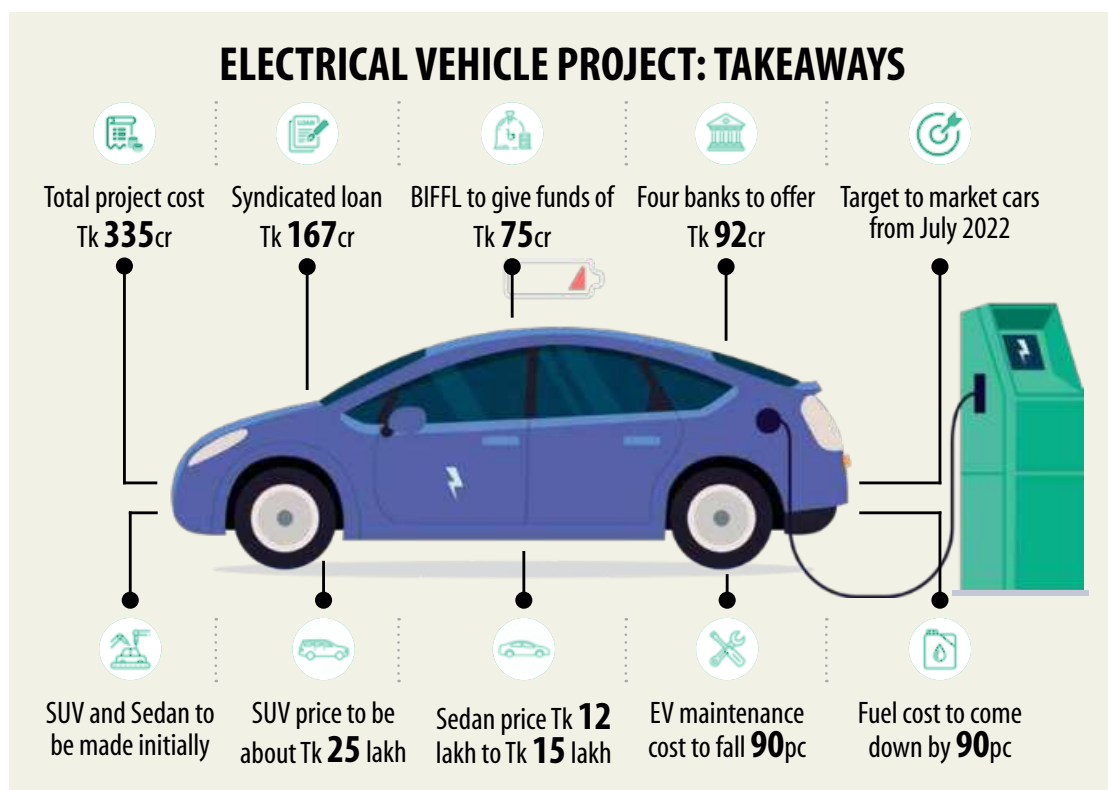 ELECTRICAL VEHICLE PROJECT: TAKEAWAYS
Total project cost
Tk 335cr
LOAN
Syndicated loan
Tk 167cr
BIFFL to give funds of
Tk 75cr
Four banks to offer
Tk 92cr
Target to market cars
from July 2022
SUV and Sedan to
be made initially
SUV price to be
about Tk 25 lakh
Sedan price Tk 12
lakh to Tk 15 lakh
EV maintenance
cost to fall 90pc
Fuel cost to come
down by 90pc